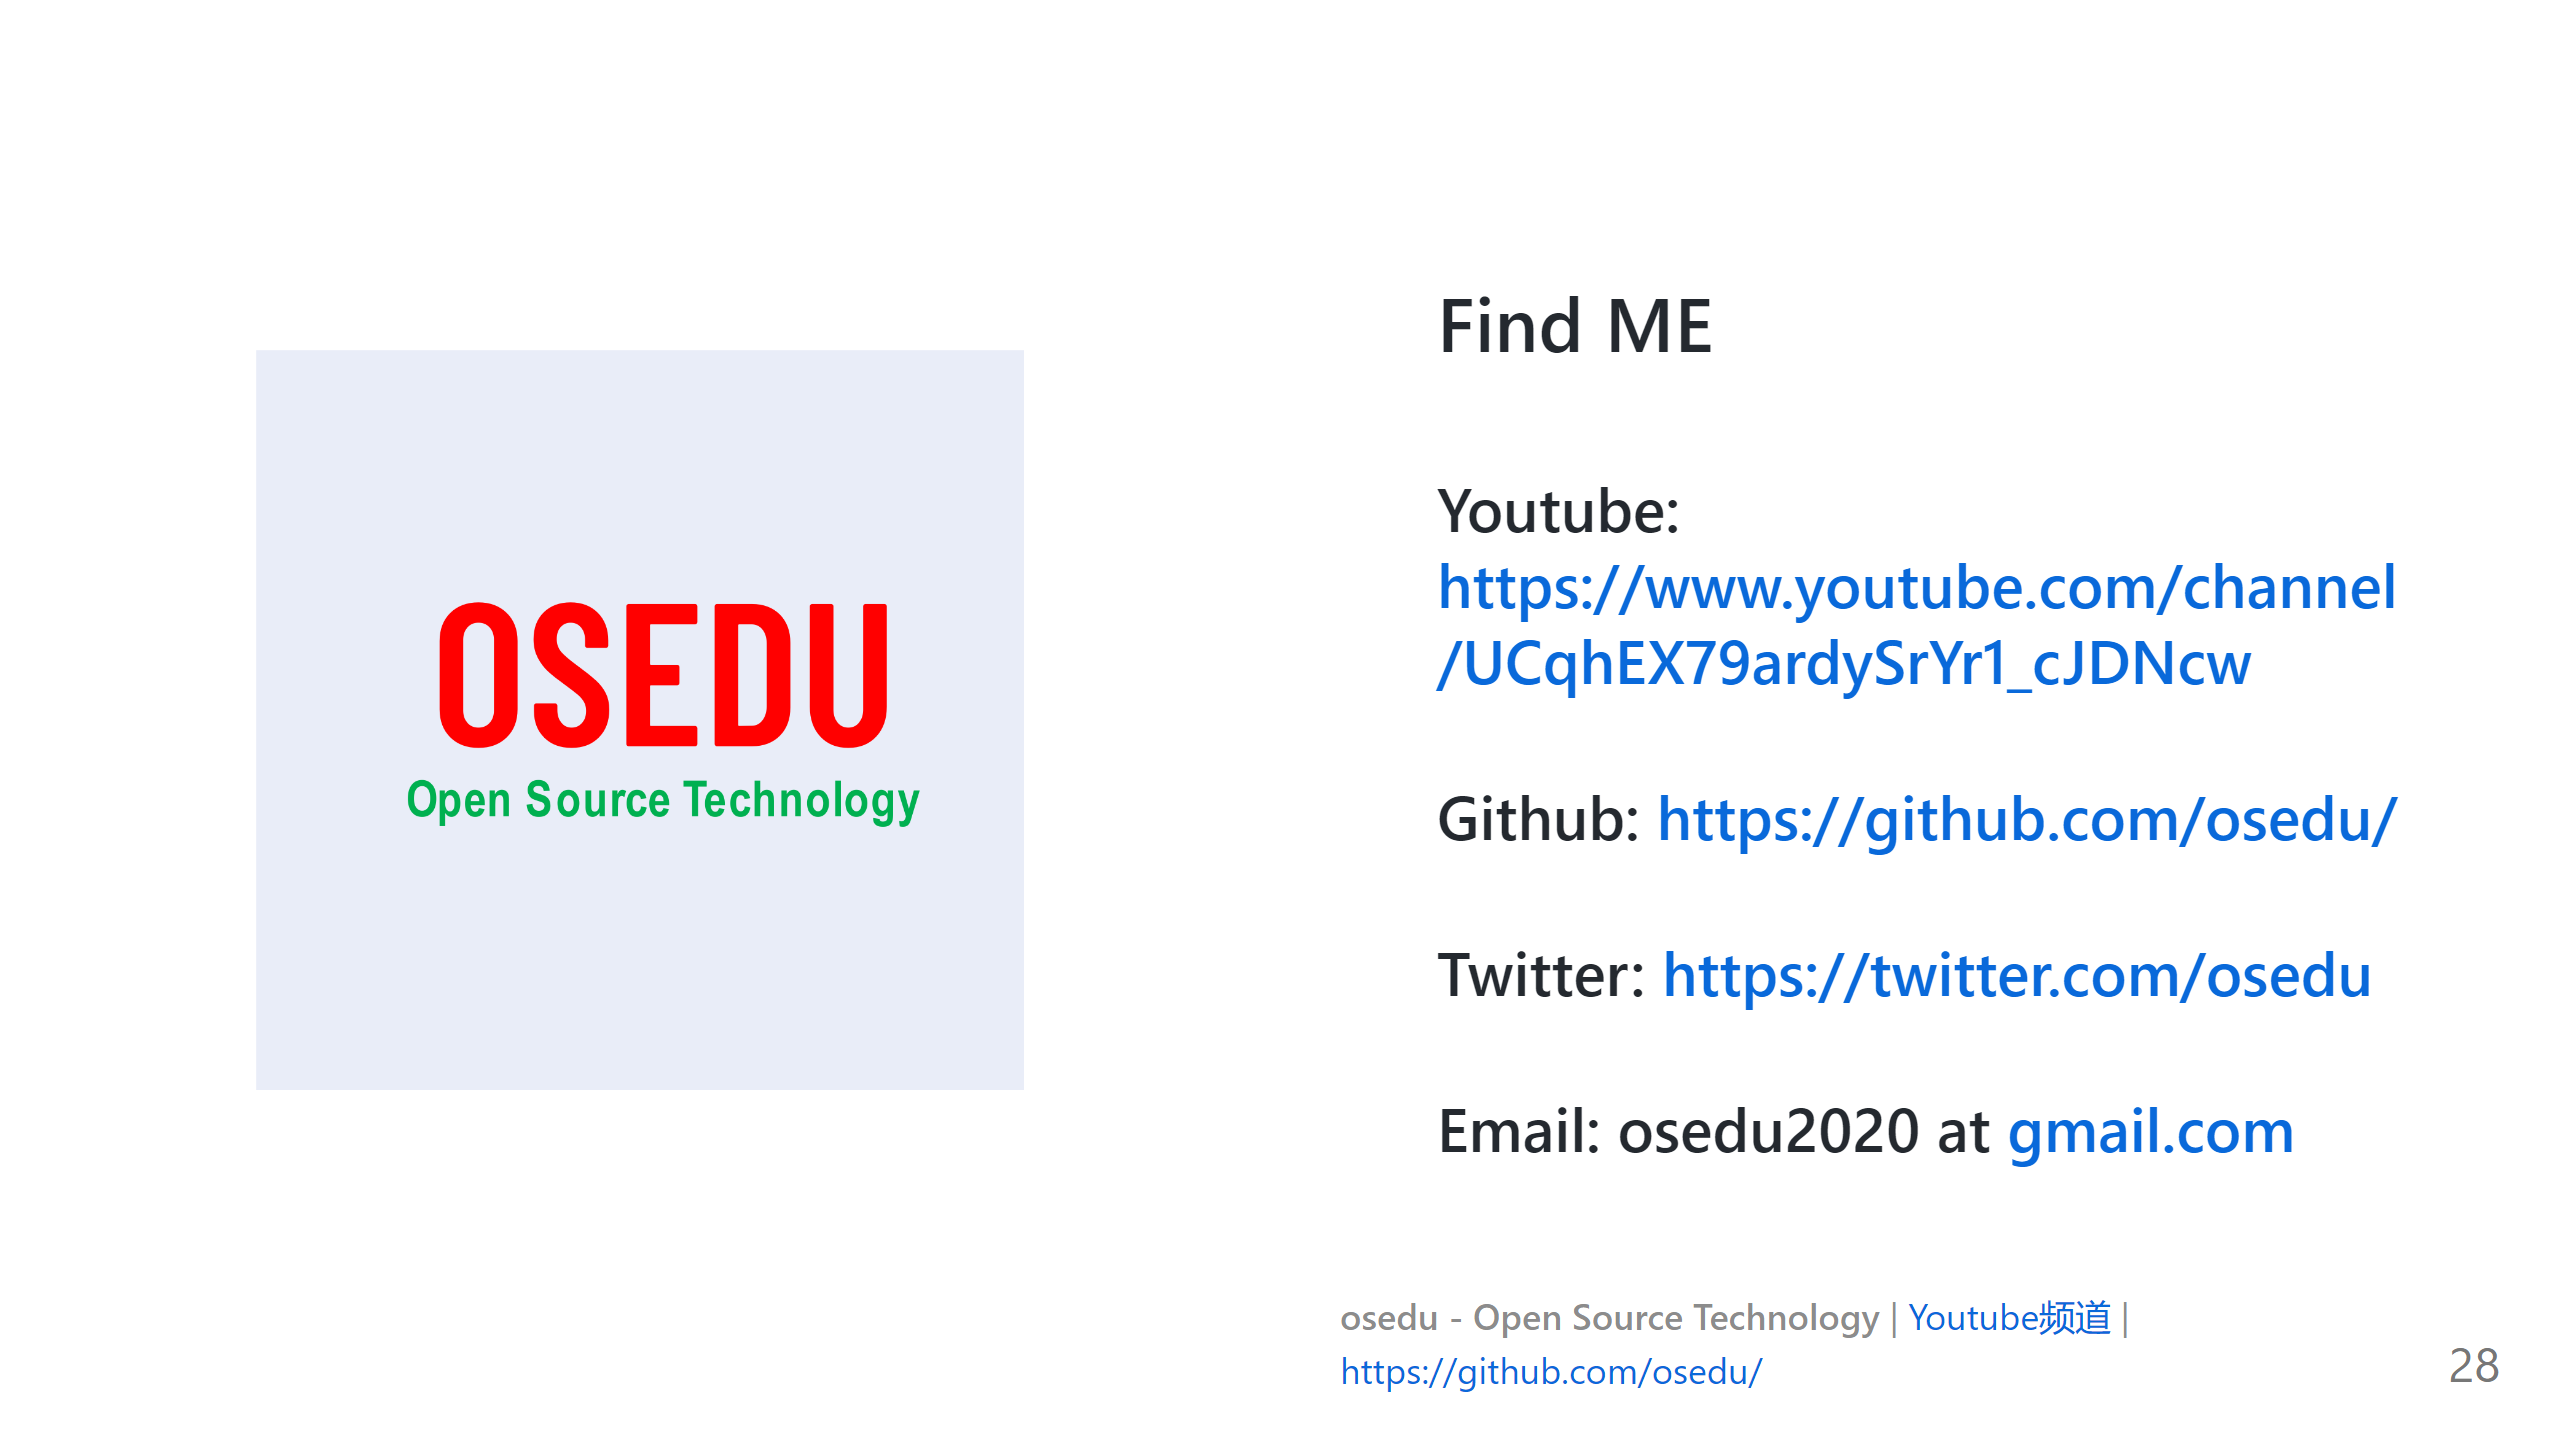 OSEDU
Open Source Technology
Find ME
Youtube:
https://www.youtube.com/channel
/UCqhEX79ardySrYr1_cJDNcw
Github: https://github.com/osedu/
Twitter: https://twitter.com/osedu
Email: osedu2020 at gmail.com
osedu - Open Source Technology | Youtube频道 |
https://github.com/osedu/
28